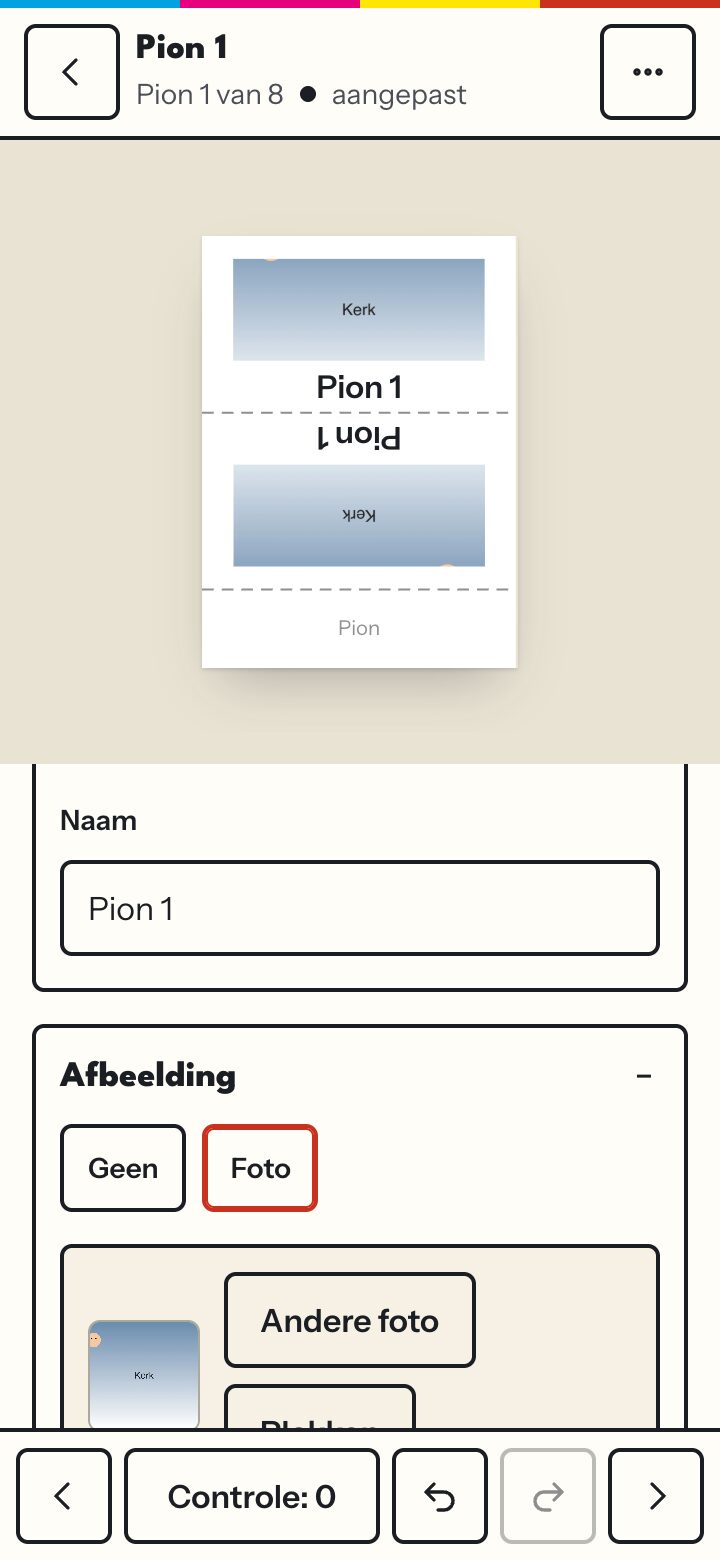 Pion 1
Pion 1 van 8 ● aangepast
Kerk
Pion 1
Pion 1
Kerk
Pion
Naam
Pion 1
Afbeelding
Geen
Foto
Kerk
Andere foto
Plakken
Controle: 0